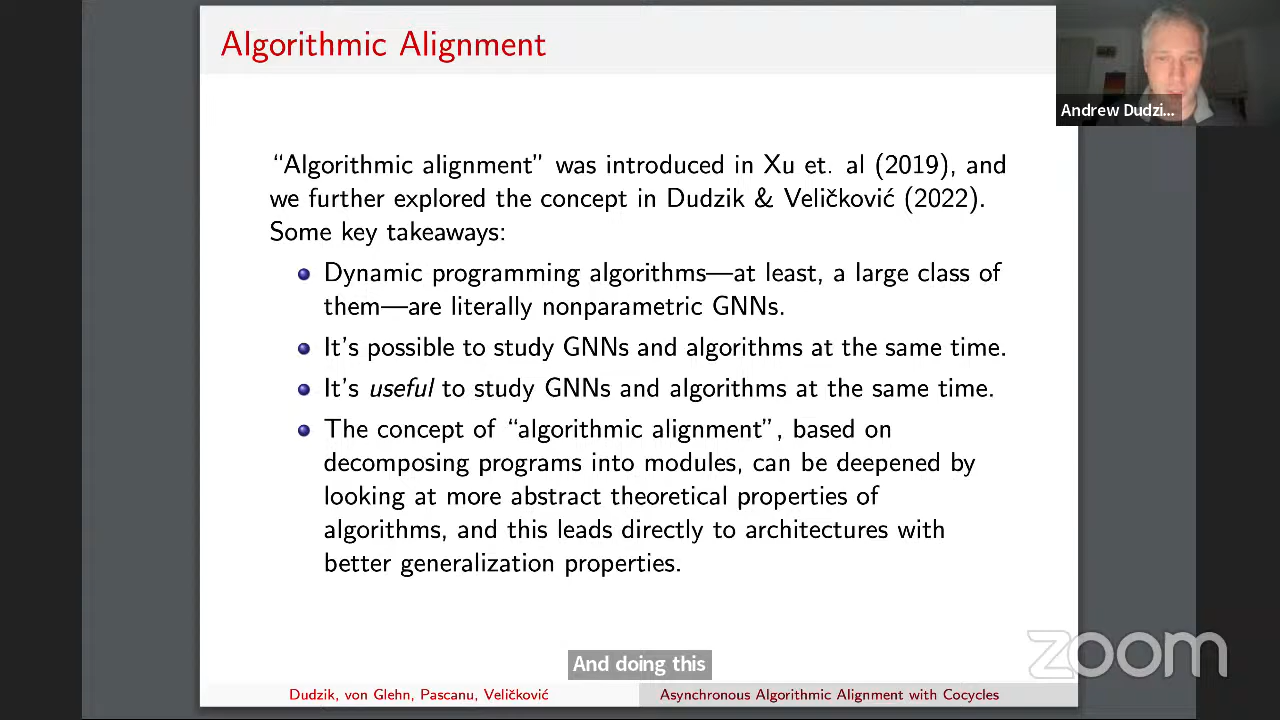 Algorithmic Alignment
Andrew Dudzi...
“Algorithmic alignment” was introduced in Xu et. al (2019), and
we further explored the concept in Dudzik & Veličković (2022).
Some key takeaways:
Dynamic programming algorithms—at least, a large class of
them—are literally nonparametric GNNs.
It's possible to study GNNs and algorithms at the same time.
It's useful to study GNNs and algorithms at the same time.
The concept of “algorithmic alignment”, based on
decomposing programs into modules, can be deepened by
looking at more abstract theoretical properties of
algorithms, and this leads directly to architectures with
better generalization properties.
zoom
And doing this
Dudzik, von Glehn, Pascanu, Veličković
Asynchronous Algorithmic Alignment with Cocycles